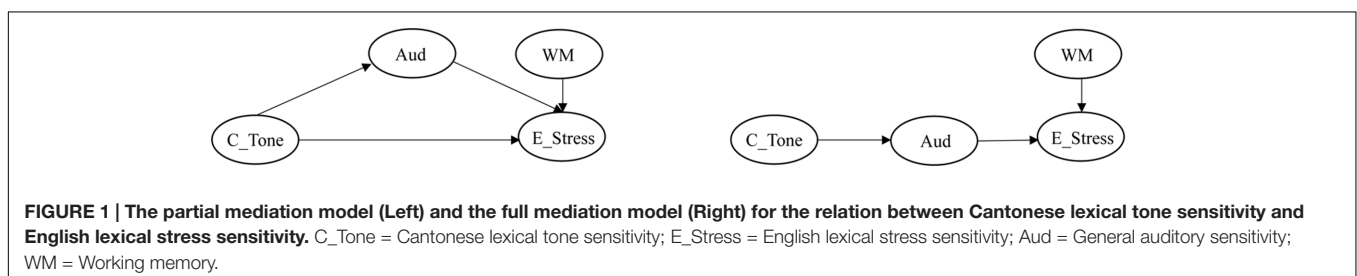 Aud
WM
C_Tone
E_Stress
WM
C_Tone
Aud
E_Stress
FIGURE 1 | The partial mediation model (Left) and the full mediation model (Right) for the relation between Cantonese lexical tone sensitivity and
English lexical stress sensitivity. C_Tone = Cantonese lexical tone sensitivity; E_Stress = English lexical stress sensitivity; Aud = General auditory sensitivity;
WM = Working memory.